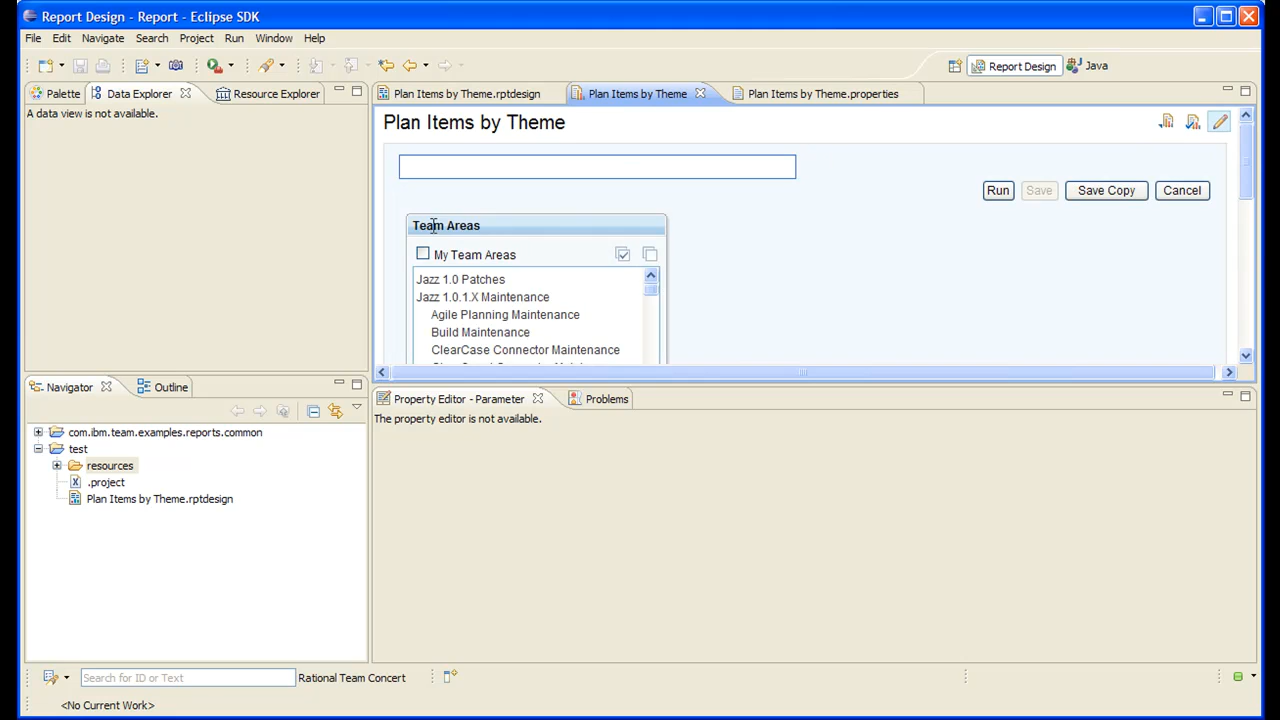 Report Design - Report - Eclipse SDK
File Edit Navigate Search Project Run Window Help
Report Design Java
Palette Data Explorer Resource Explorer
A data view is not available.
Plan Items by Theme.rptdesign Plan Items by Theme Plan Items by Theme.properties
Plan Items by Theme
Run Save Save Copy Cancel
Team Areas
My Team Areas
Jazz 1.0 Patches
Jazz 1.0.1.X Maintenance
Agile Planning Maintenance
Build Maintenance
ClearCase Connector Maintenance
Navigator Outline
com.ibm.team.examples.reports.common
test
resources
.project
Plan Items by Theme.rptdesign
Property Editor - Parameter Problems
The property editor is not available.
Search for ID or Text Rational Team Concert
<No Current Work>